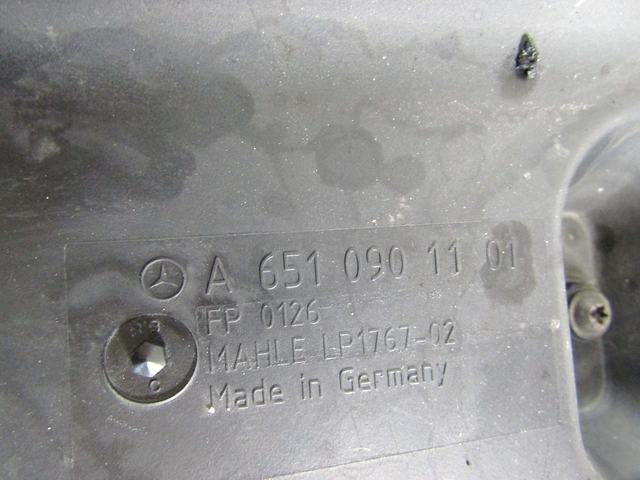 A 651 090 11 01
FP 0126
MAHLE LP1767-02
Made in Germany